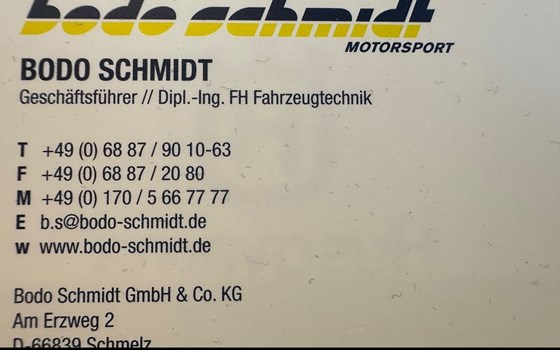 bodo schmidt
MOTORSPORT
BODO SCHMIDT
Geschäftsführer // Dipl.-Ing. FH Fahrzeugtechnik
T +49 (0) 68 87 / 90 10-63
F +49 (0) 68 87 / 20 80
M +49 (0) 170 / 5 66 77 77
E b.s@bodo-schmidt.de
w www.bodo-schmidt.de
Bodo Schmidt GmbH & Co. KG
Am Erzweg 2
D-66839 Schmelz